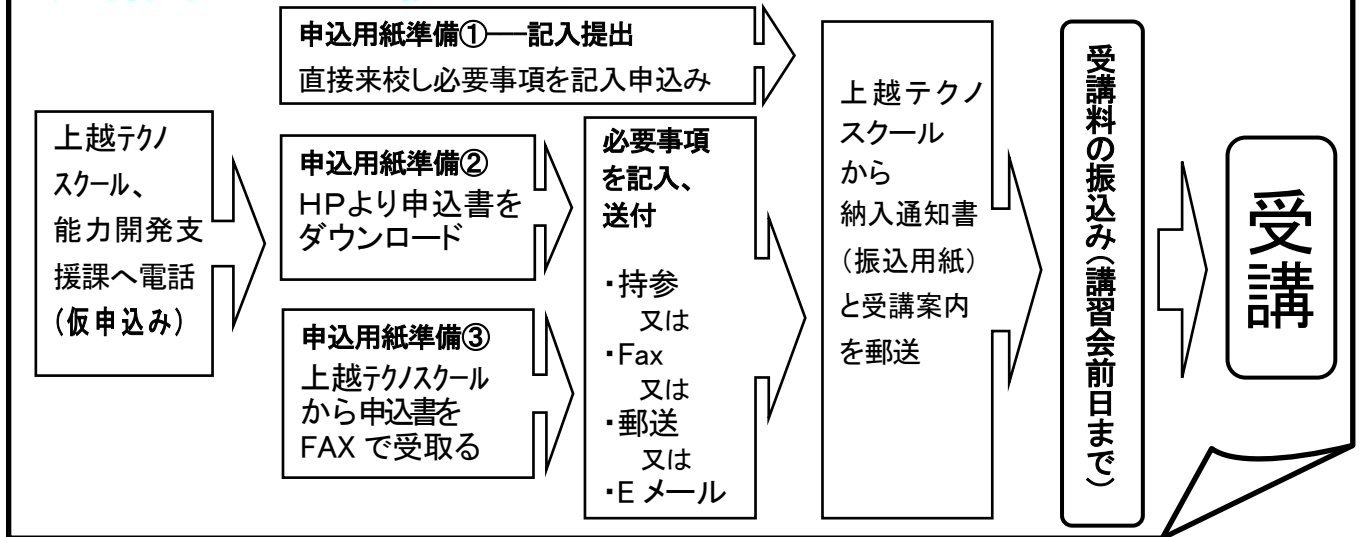 上越テクノ
スクール、
能力開発支
援課へ電話
(仮申込み)
申込用紙準備①―記入提出
直接来校し必要事項を記入申込み
申込用紙準備②
HPより申込書を
ダウンロード
申込用紙準備③
上越テクノスクール
から申込書を
FAX で受取る
必要事項
を記入、
送付
・持参
又は
・Fax
又は
・郵送
又は
・E メール
上越テクノ
スクール
から
納入通知書
(振込用紙)
と受講案内
を郵送
受講料の振込み(講習会前日まで)
受講